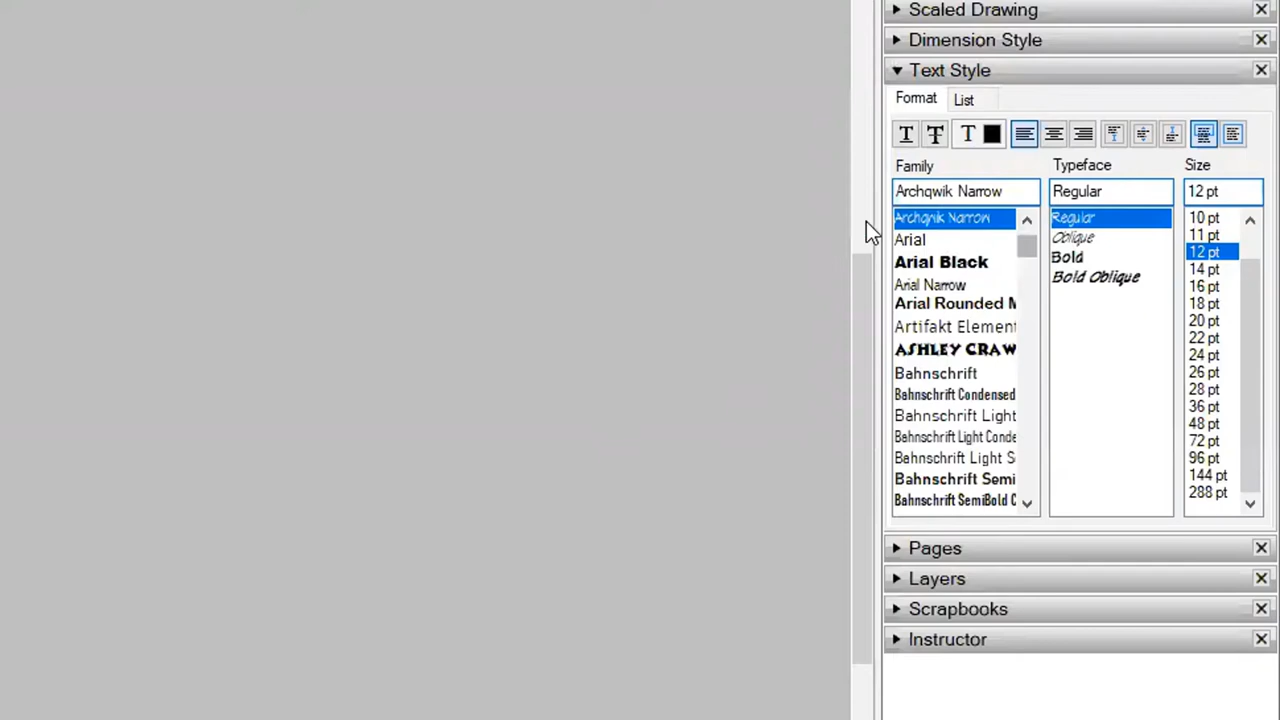 Scaled Drawing
Dimension Style
Text Style
Format List
T T T
Family Typeface Size
Archqwik Narrow Regular 12 pt
Archqwik Narrow
Arial
Arial Black
Arial Narrow
Arial Rounded M
Artifakt Element
ASHLEY CRAW
Bahnschrift
Bahnschrift Condensed
Bahnschrift Light
Bahnschrift Light Conde
Bahnschrift Light S
Bahnschrift Semi
Bahnschrift SemiBold C
Regular
Oblique
Bold
Bold Oblique
10 pt
11 pt
12 pt
14 pt
16 pt
18 pt
20 pt
22 pt
24 pt
26 pt
28 pt
36 pt
48 pt
72 pt
96 pt
144 pt
288 pt
Pages
Layers
Scrapbooks
Instructor